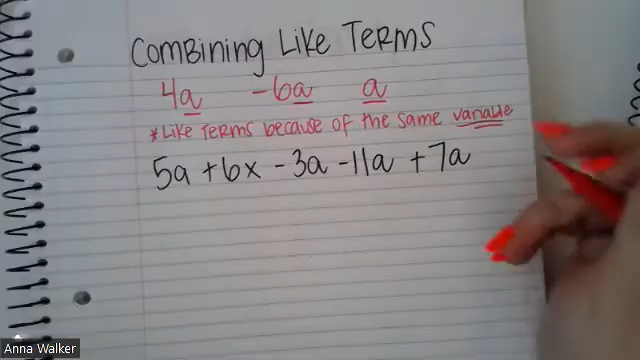 Combining Like Terms
4a -6a a
*Like Terms because of the same variable
5a +6x -3a -11a +7a
Anna Walker